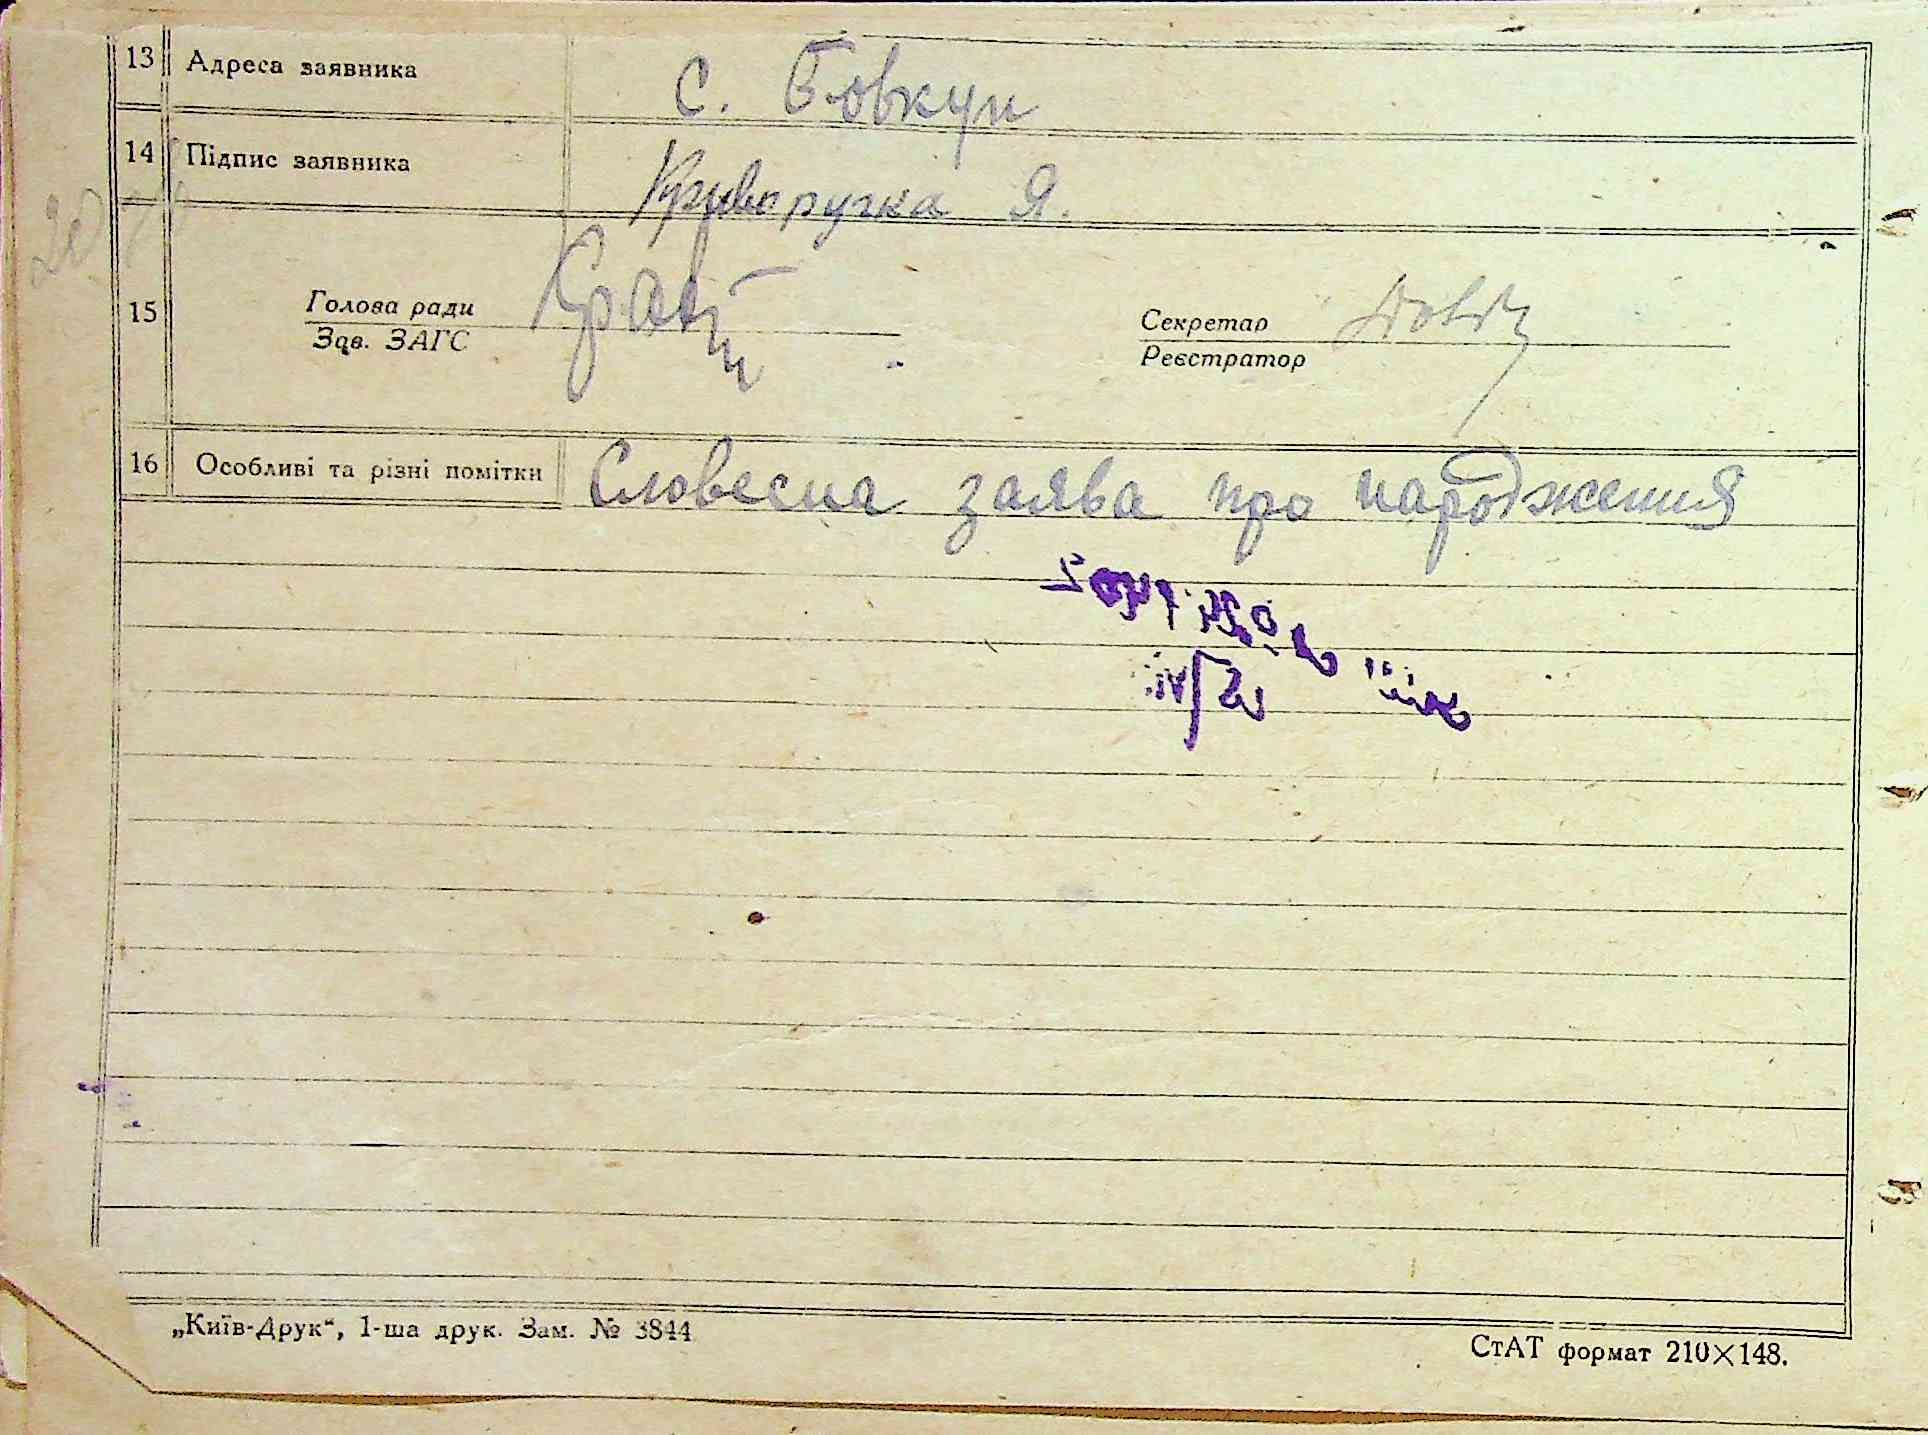 13 Адреса заявника с. Бовкун
14 Підпис заявника Криворучка Я.
15 Голова ради Секретар
Зав. ЗАГС Реєстратор
16 Особливі та різні помітки Словесна заява про народження
„Київ-Друк“, 1-ша друк. Зам. № 3844
СтАТ формат 210×148.